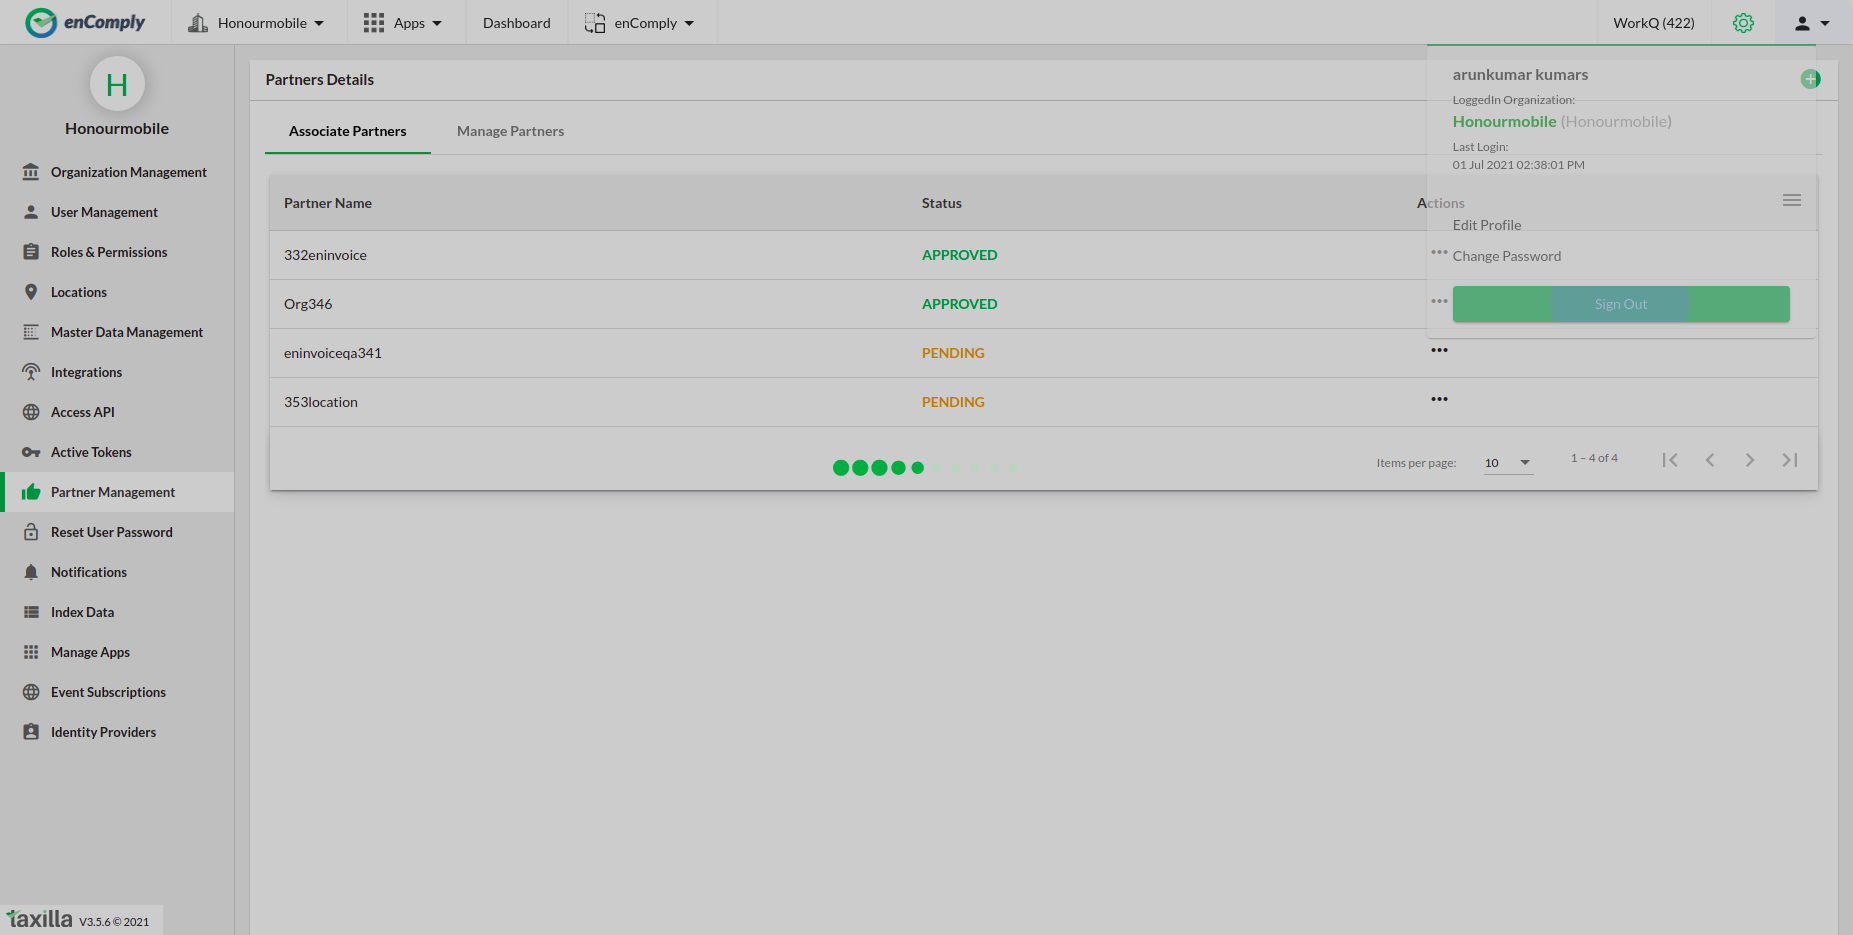 enComply
Honourmobile
Apps
Dashboard
enComply
WorkQ (422)
H
Honourmobile
Organization Management
User Management
Roles & Permissions
Locations
Master Data Management
Integrations
Access API
Active Tokens
Partner Management
Reset User Password
Notifications
Index Data
Manage Apps
Event Subscriptions
Identity Providers
taxilla V3.5.6 © 2021
Partners Details
Associate Partners
Manage Partners
Partner Name Status Actions
332eninvoice APPROVED
Org346 APPROVED
eninvoiceqa341 PENDING
353location PENDING
Items per page: 10 1 – 4 of 4
arunkumar kumars
LoggedIn Organization:
Honourmobile (Honourmobile)
Last Login:
01 Jul 2021 02:38:01 PM
Edit Profile
Change Password
Sign Out